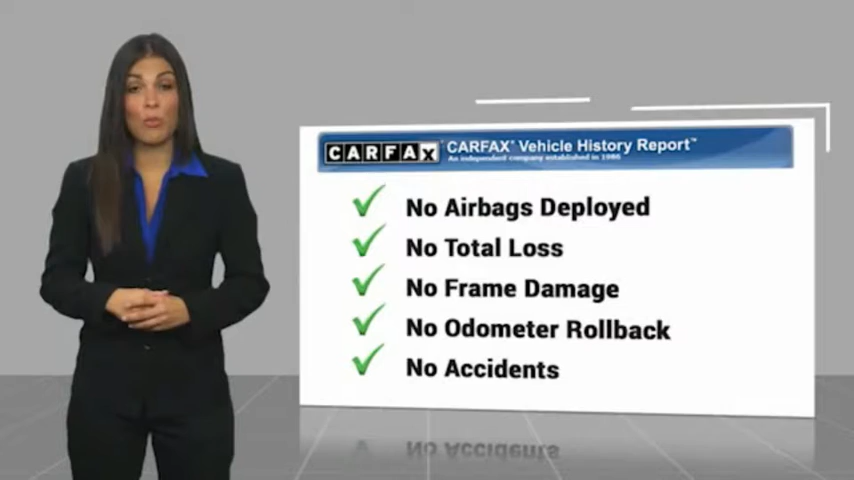 CARFAX CARFAX® Vehicle History Report™
An independent company established in 1986
No Airbags Deployed
No Total Loss
No Frame Damage
No Odometer Rollback
No Accidents
No Accidents